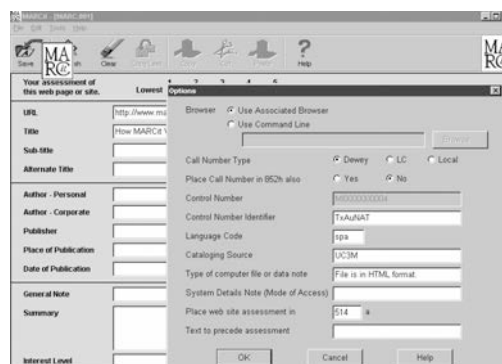 MARCit - [MARC.001]
File Edit Tools Help
MA
RC
Save
Clear
Help
MA
RC
Your assessment of
this web page or site.
Lowest 1 2 3 4 5
Options
URL
http://www.ma
Title
How MARCit
Sub-title
Alternate Title
Author - Personal
Author - Corporate
Publisher
Place of Publication
Date of Publication
General Note
Summary
Interest Level
Browser
Use Associated Browser
Use Command Line
Browse
Call Number Type
Dewey
LC
Local
Place Call Number in 852h also
Yes
No
Control Number
Control Number Identifier
TxAuNAT
Language Code
spa
Cataloging Source
UC3M
Type of computer file or data note
File is in HTML format.
System Details Note (Mode of Access)
Place web site assessment in
514
a
Text to precede assessment
OK
Cancel
Help